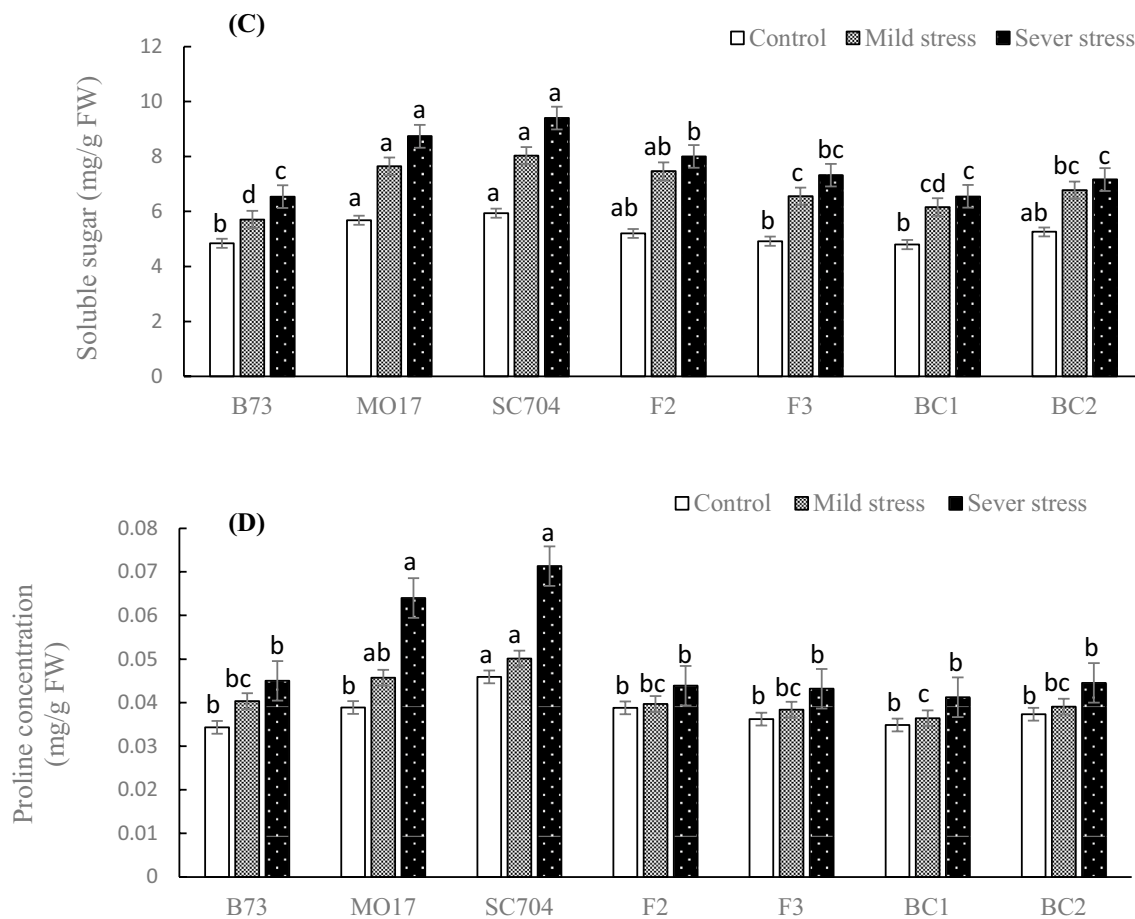 (C)
Control Mild stress Sever stress
Soluble sugar (mg/g FW)
12
10
8
6
4
2
0
b d c
a a a
a a a
ab ab b
b c bc
b cd c
ab bc c
B73 MO17 SC704 F2 F3 BC1 BC2
(D)
Control Mild stress Sever stress
Proline concentration
(mg/g FW)
0.08
0.07
0.06
0.05
0.04
0.03
0.02
0.01
0
b bc b
b ab a
a a a
b bc b
b bc b
b c b
b bc b
B73 MO17 SC704 F2 F3 BC1 BC2